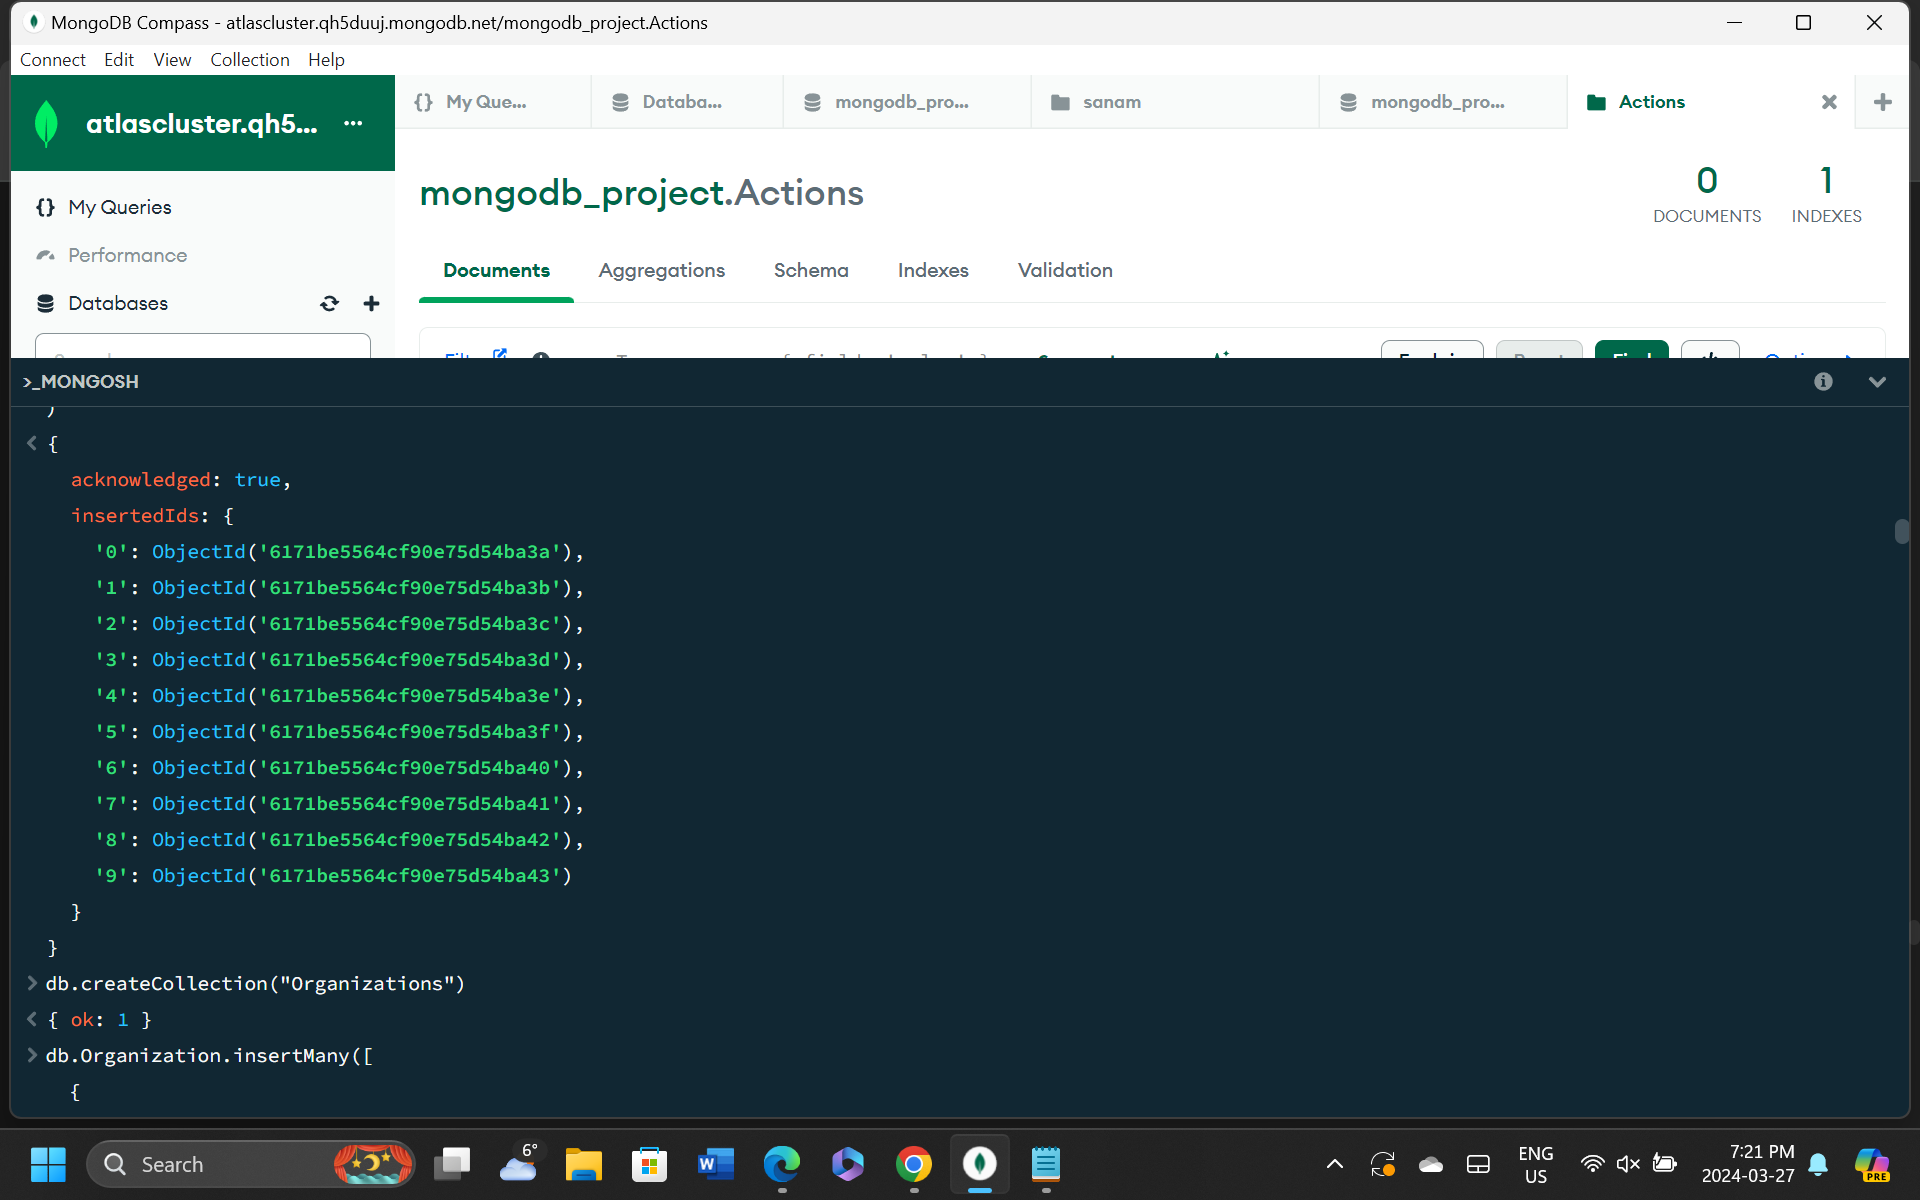 MongoDB Compass - atlascluster.qh5duuj.mongodb.net/mongodb_project.Actions
Connect Edit View Collection Help
atlascluster.qh5... ...
{} My Que... Databa... mongodb_pro... sanam mongodb_pro... Actions
mongodb_project.Actions
0 DOCUMENTS
1 INDEXES
{} My Queries
Performance
Databases
Documents Aggregations Schema Indexes Validation
>_MONGOSH
)
< {
acknowledged: true,
insertedIds: {
'0': ObjectId('6171be5564cf90e75d54ba3a'),
'1': ObjectId('6171be5564cf90e75d54ba3b'),
'2': ObjectId('6171be5564cf90e75d54ba3c'),
'3': ObjectId('6171be5564cf90e75d54ba3d'),
'4': ObjectId('6171be5564cf90e75d54ba3e'),
'5': ObjectId('6171be5564cf90e75d54ba3f'),
'6': ObjectId('6171be5564cf90e75d54ba40'),
'7': ObjectId('6171be5564cf90e75d54ba41'),
'8': ObjectId('6171be5564cf90e75d54ba42'),
'9': ObjectId('6171be5564cf90e75d54ba43')
}
}
> db.createCollection("Organizations")
< { ok: 1 }
> db.Organization.insertMany([
{
Search
6°
ENG
US
7:21 PM
2024-03-27
PRE